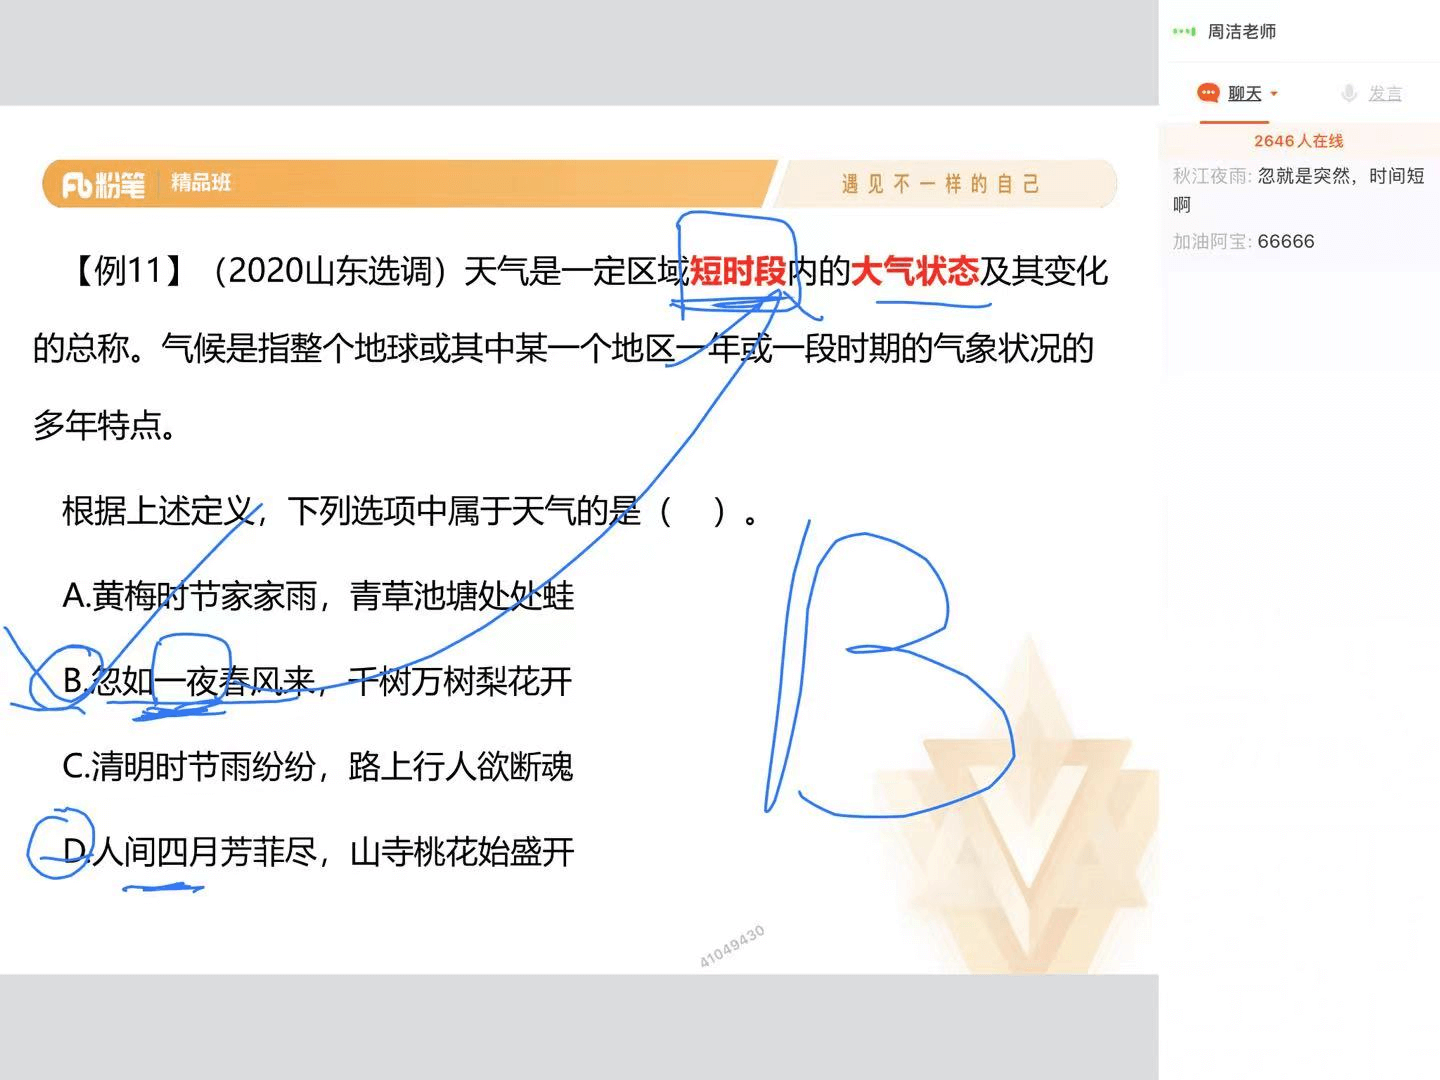 粉笔 精品班 遇见不一样的自己
【例11】（2020山东选调）天气是一定区域短时段内的大气状态及其变化
的总称。气候是指整个地球或其中某一个地区一年或一段时期的气象状况的
多年特点。
根据上述定义，下列选项中属于天气的是（ ）。
A.黄梅时节家家雨，青草池塘处处蛙
B.忽如一夜春风来，千树万树梨花开
C.清明时节雨纷纷，路上行人欲断魂
D.人间四月芳菲尽，山寺桃花始盛开
B
41049430
周洁老师
聊天 发言
2646人在线
秋江夜雨: 忽就是突然，时间短
啊
加油阿宝: 66666